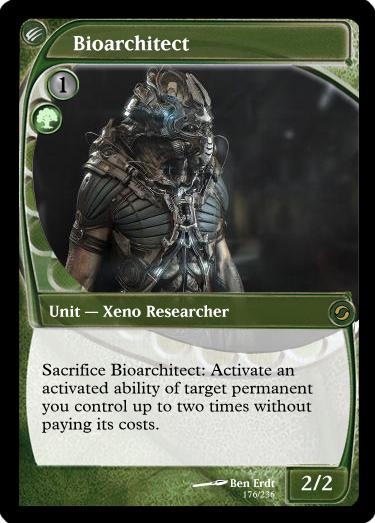 Bioarchitect
1
Unit — Xeno Researcher
Sacrifice Bioarchitect: Activate an
activated ability of target permanent
you control up to two times without
paying its costs.
Ben Erdt
176/236
2/2